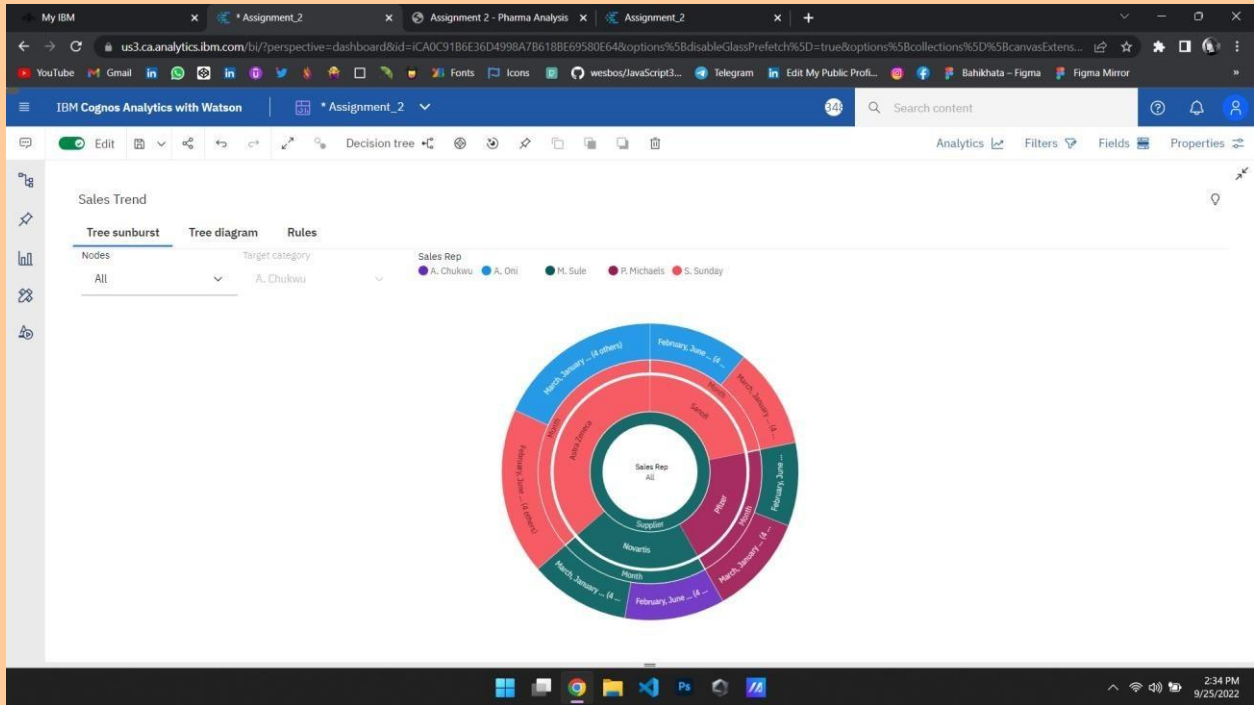 My IBM
* Assignment_2
Assignment 2 - Pharma Analysis
Assignment_2
us3.ca.analytics.ibm.com/bi/?perspective=dashboard&id=iCA0C91B6E36D4998A7B618BE69580E64&options%5BdisableGlassPrefetch%5D=true&options%5Bcollections%5D%5BcanvasExtens...
YouTube Gmail Fonts Icons wesbos/JavaScript3... Telegram Edit My Public Profi... Bahikhata – Figma Figma Mirror »
IBM Cognos Analytics with Watson
* Assignment_2
Search content
Edit
Decision tree
Analytics Filters Fields Properties
Sales Trend
Tree sunburst Tree diagram Rules
Nodes
All
Target category
A. Chukwu
Sales Rep
A. Chukwu A. Oni M. Sule P. Michaels S. Sunday
March, January ... (4 others)
February, June ... (4 ...
March, January ... (4 ...
February, June ...
March, January ... (4 ...
February, June ... (4 ...
March, January ... (4 ...
February, June ... (4 others)
Month
Month
Month
Month
Astra Zeneca
Sanofi
Pfizer
Novartis
Supplier
Sales Rep
All
2:34 PM
9/25/2022